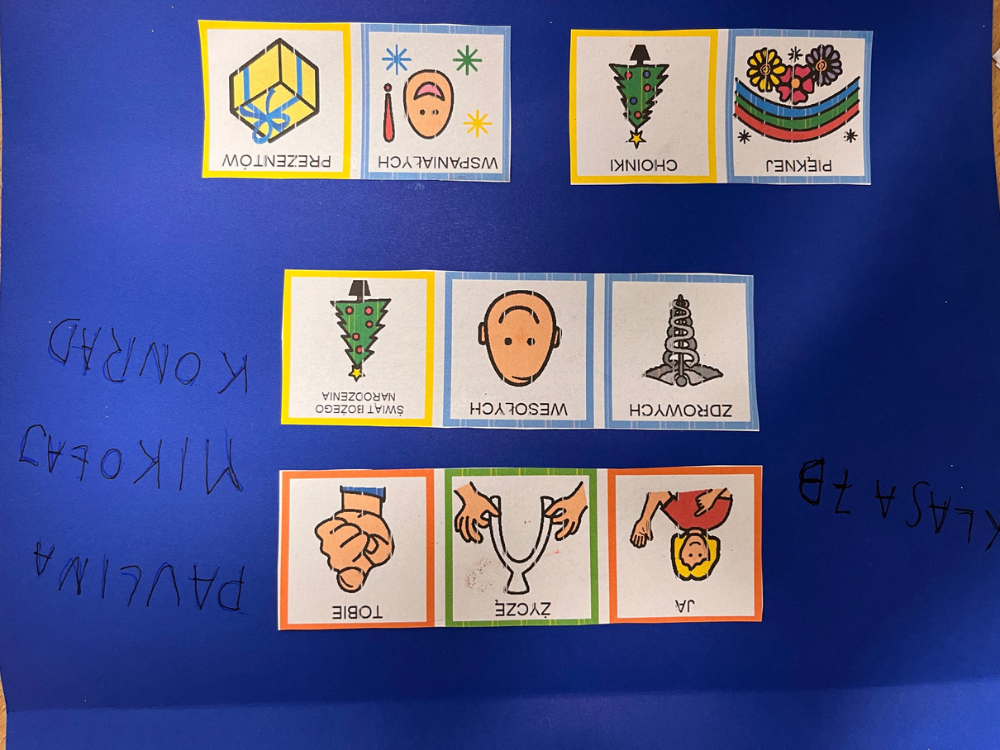 KLASA 7B
JA ŻYCZĘ TOBIE
ZDROWYCH WESOŁYCH ŚWIĄT BOŻEGO
NARODZENIA
PIĘKNEJ CHOINKI WSPANIAŁYCH PREZENTÓW
PAULINA
MIKOŁAJ
KONRAD